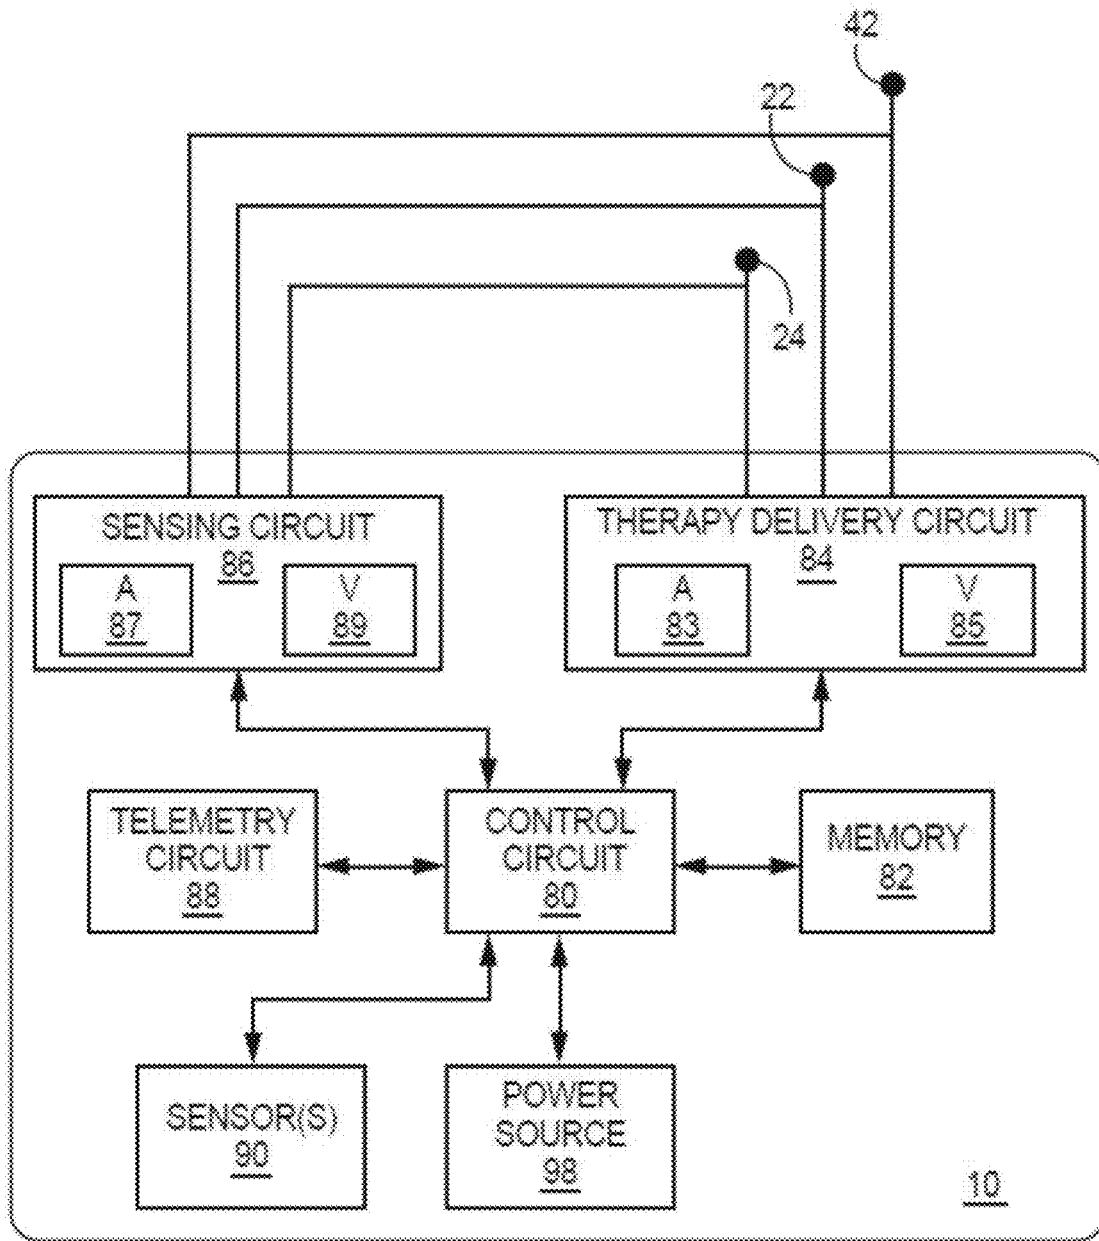 42
22
24
SENSING CIRCUIT
86
A
87
V
89
THERAPY DELIVERY CIRCUIT
84
A
83
V
85
TELEMETRY
CIRCUIT
88
CONTROL
CIRCUIT
80
MEMORY
82
SENSOR(S)
90
POWER
SOURCE
98
10